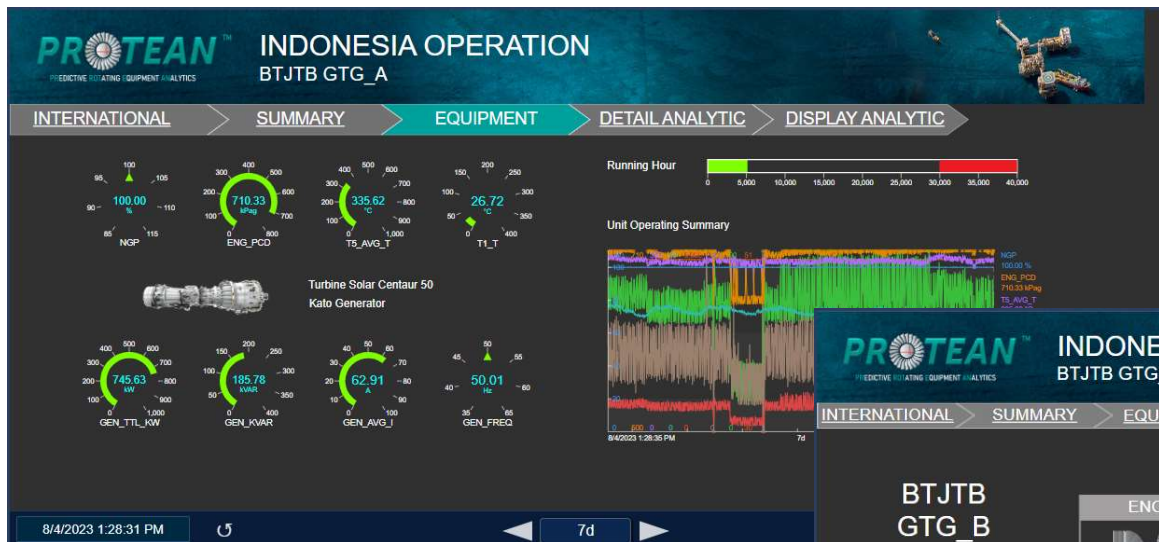 PROTEAN™
PREDICTIVE ROTATING EQUIPMENT ANALYTICS
INDONESIA OPERATION
BTJTB GTG_A
INTERNATIONAL
SUMMARY
EQUIPMENT
DETAIL ANALYTIC
DISPLAY ANALYTIC
85 90 95 100 105 110 115
100.00
%
NGP
0 100 200 300 400 500 600 700 800
710.33
kPag
ENG_PCD
0 100 200 300 400 500 600 700 800 900 1,000
335.62
°C
T5_AVG_T
0 50 100 150 200 250 300 350 400
26.72
°C
T1_T
Turbine Solar Centaur 50
Kato Generator
0 100 200 300 400 500 600 700 800 900 1,000
745.63
kW
GEN_TTL_KW
0 50 100 150 200 250 300 350 400
185.78
kVAR
GEN_KVAR
0 10 20 30 40 50 60 70 80 90 100
62.91
A
GEN_AVG_I
35 40 45 50 55 60 65
50.01
Hz
GEN_FREQ
Running Hour
0 5,000 10,000 15,000 20,000 25,000 30,000 35,000 40,000
Unit Operating Summary
NGP
100.00 %
ENG_PCD
710.33 kPag
T5_AVG_T
8/4/2023 1:28:35 PM
7d
8/4/2023 1:28:31 PM
7d
PROTEAN™
PREDICTIVE ROTATING EQUIPMENT ANALYTICS
INDONE
BTJTB GTG_
INTERNATIONAL
SUMMARY
EQU
BTJTB
GTG_B
ENG